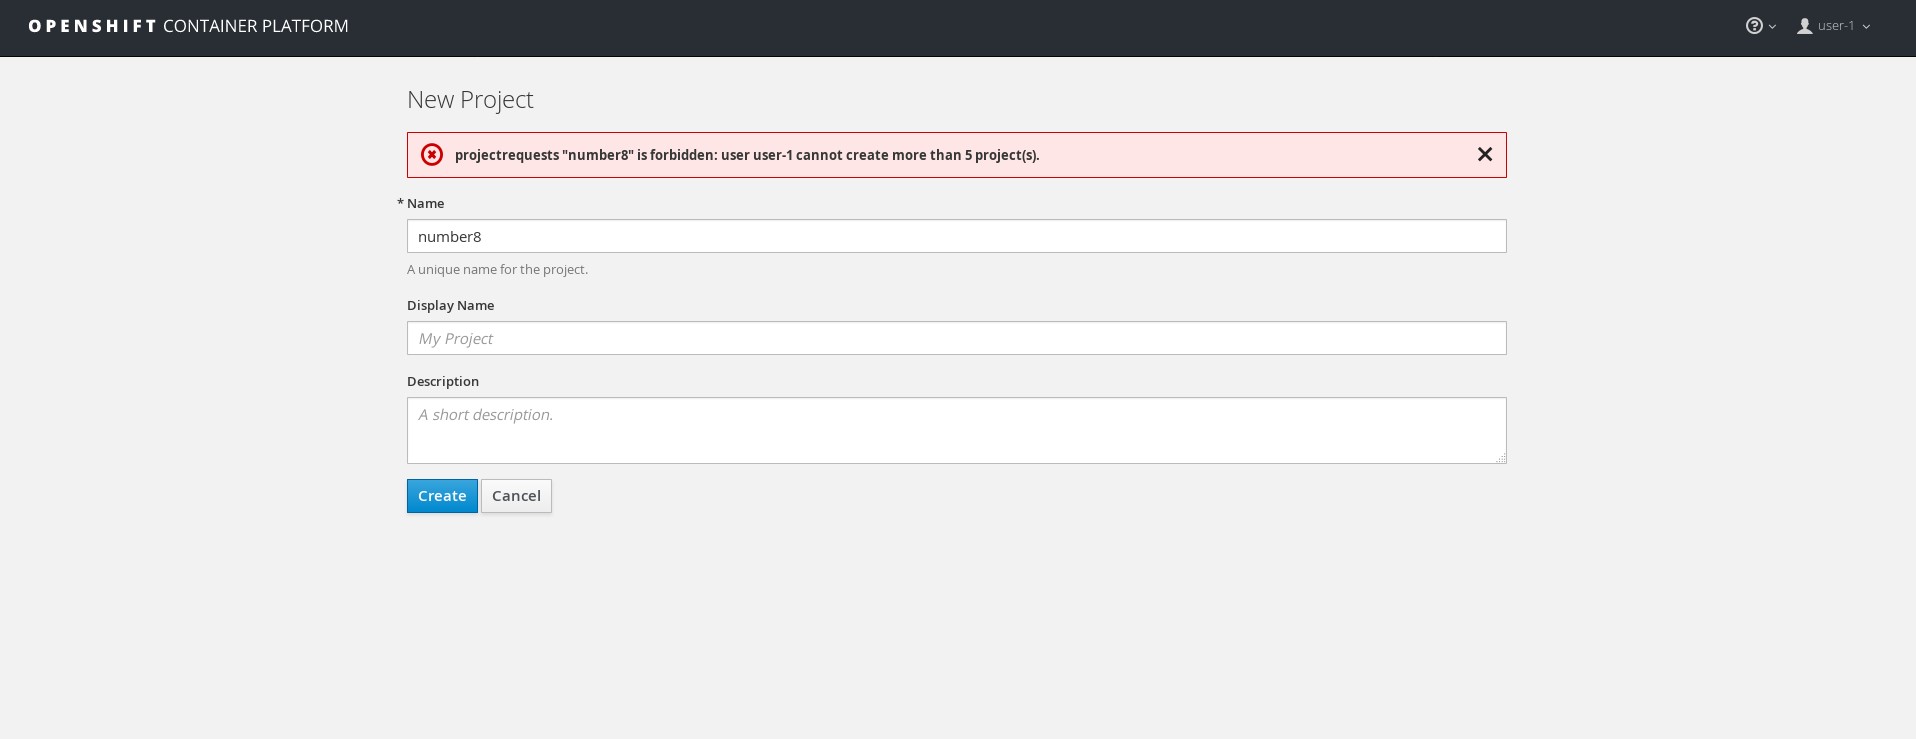 OPENSHIFT CONTAINER PLATFORM
user-1
New Project
projectrequests "number8" is forbidden: user user-1 cannot create more than 5 project(s).
* Name
number8
A unique name for the project.
Display Name
My Project
Description
A short description.
Create Cancel